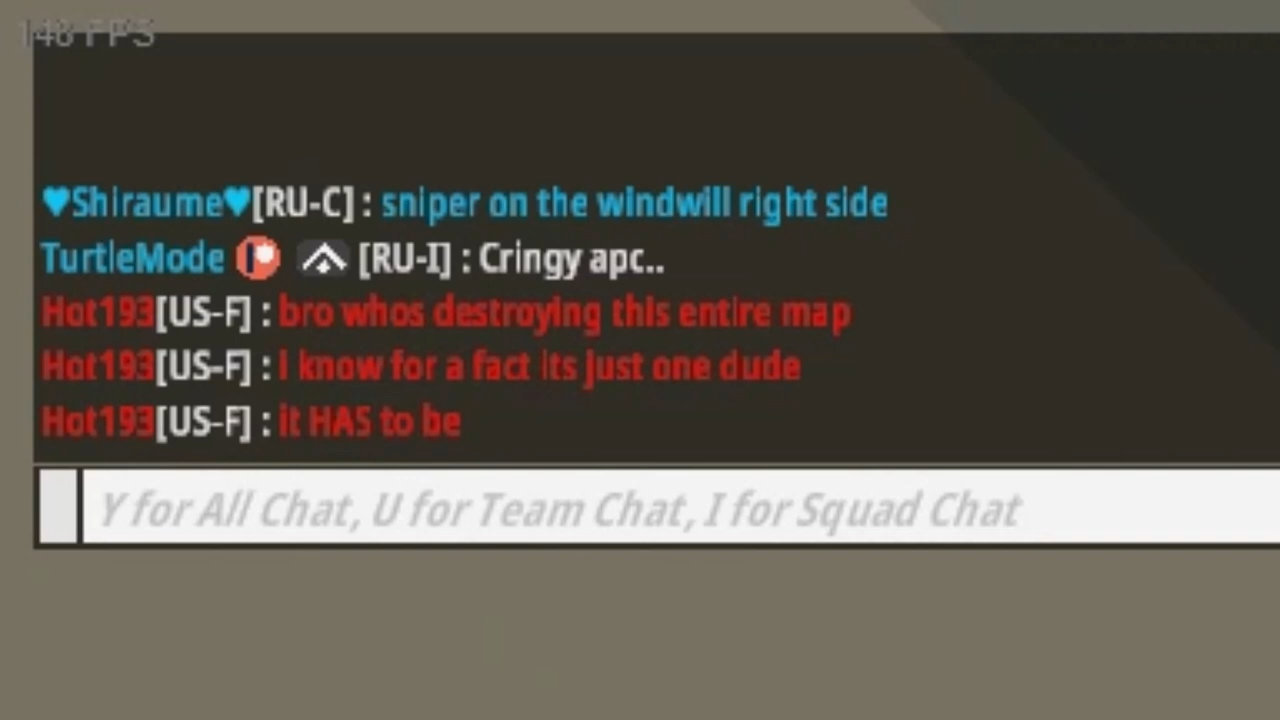 148 FPS
♥Shiraume♥[RU-C] : sniper on the windwill right side
TurtleMode [RU-I] : Cringy apc..
Hot193[US-F] : bro whos destroying this entire map
Hot193[US-F] : I know for a fact its just one dude
Hot193[US-F] : it HAS to be
Y for All Chat, U for Team Chat, I for Squad Chat